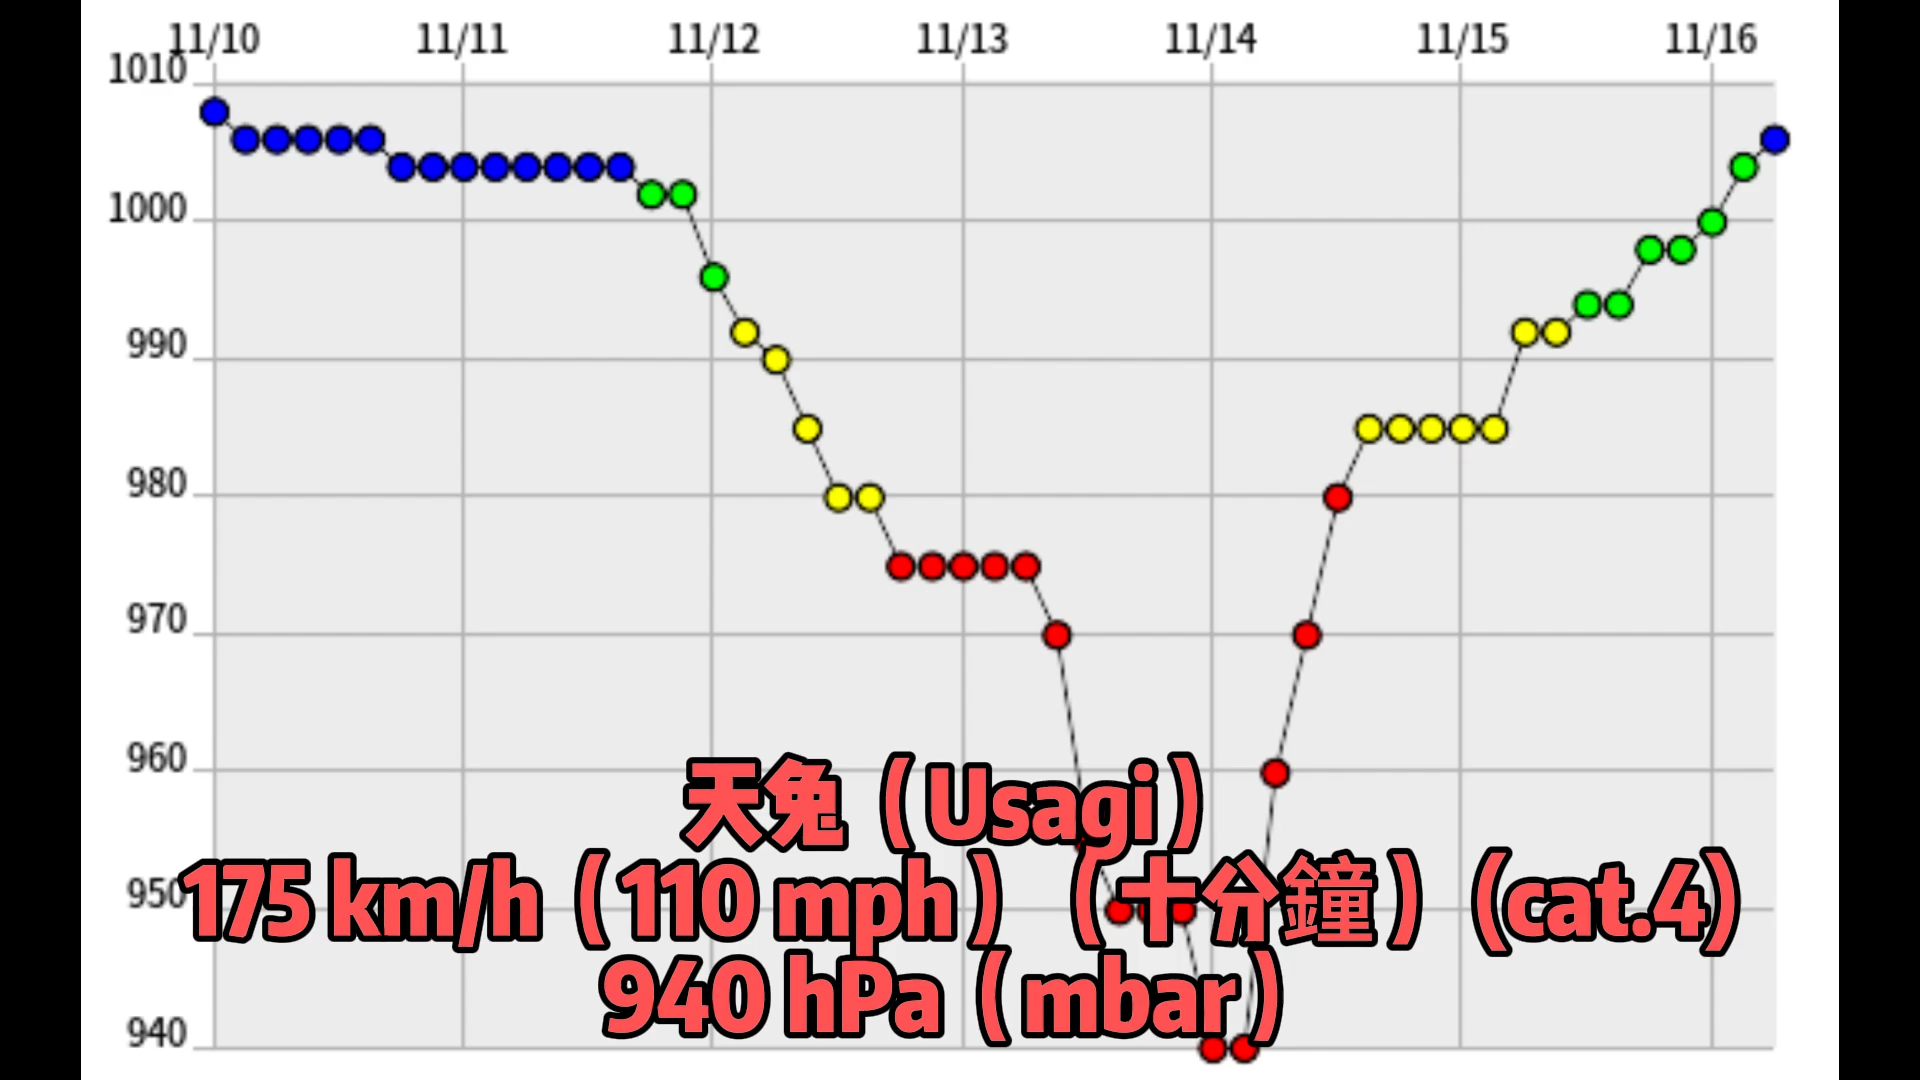 11/10 11/11 11/12 11/13 11/14 11/15 11/16
1010
1000
990
980
970
960
950
940
天兔（Usagi）
175 km/h（110 mph）（十分鐘）(cat.4)
940 hPa（mbar）